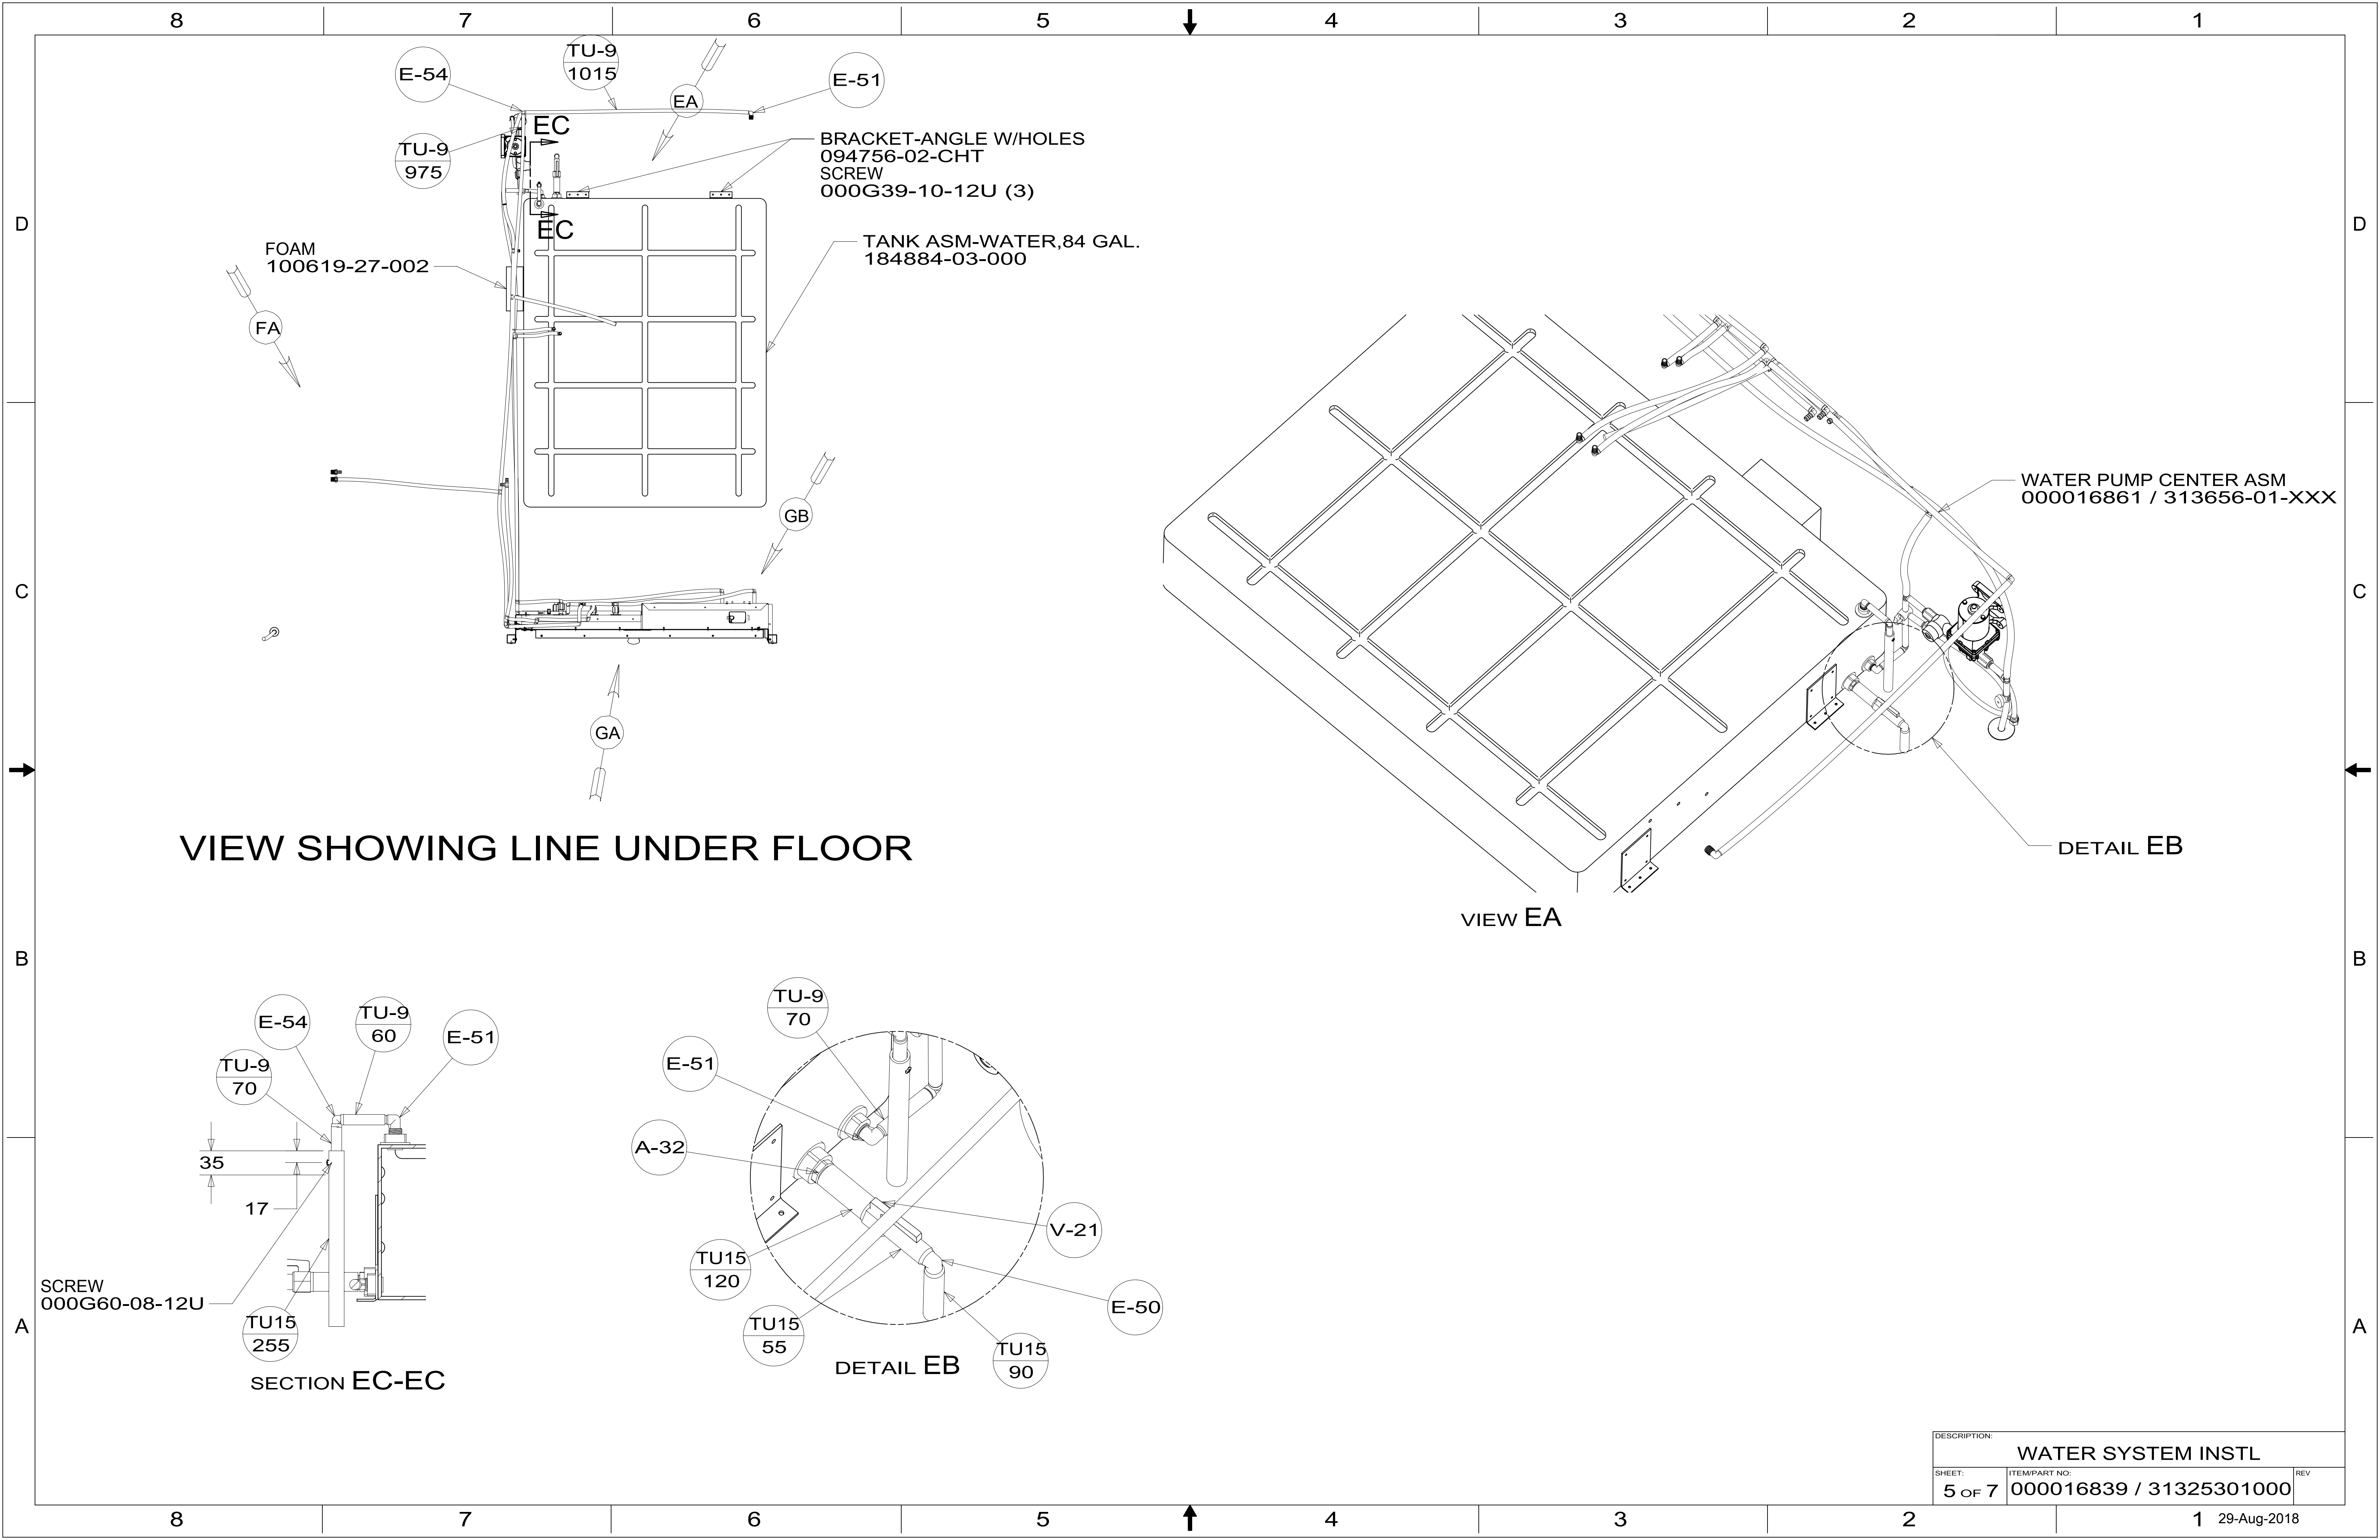 8 7 6 5 4 3 2 1
D
C
B
A
E-54
TU-9
1015
EA
E-51
EC
TU-9
975
BRACKET-ANGLE W/HOLES
094756-02-CHT
SCREW
000G39-10-12U (3)
EC
TANK ASM-WATER,84 GAL.
184884-03-000
FOAM
100619-27-002
FA
GB
GA
VIEW SHOWING LINE UNDER FLOOR
WATER PUMP CENTER ASM
000016861 / 313656-01-XXX
DETAIL EB
VIEW EA
E-54
TU-9
60
E-51
TU-9
70
35
17
SCREW
000G60-08-12U
TU15
255
SECTION EC-EC
TU-9
70
E-51
A-32
V-21
TU15
120
E-50
TU15
55
TU15
90
DETAIL EB
D
C
B
A
DESCRIPTION:
WATER SYSTEM INSTL
SHEET:
5 OF 7
ITEM/PART NO:
000016839 / 31325301000
REV
8 7 6 5 4 3 2 1
29-Aug-2018